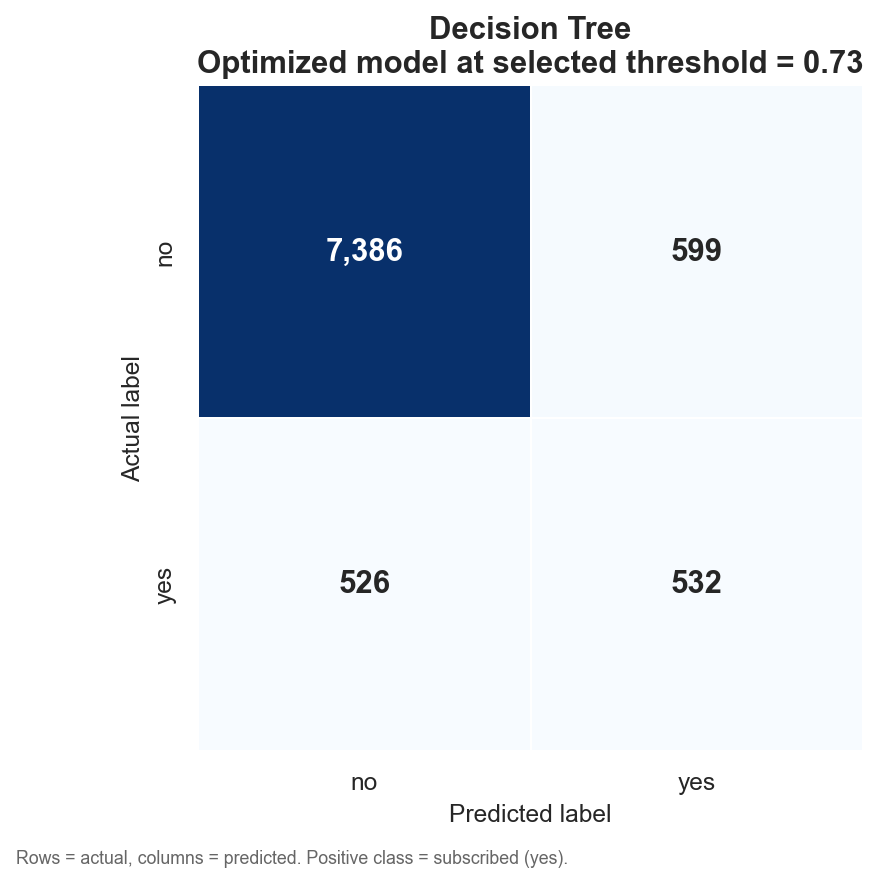 Decision Tree
Optimized model at selected threshold = 0.73
no
7,386
599
Actual label
yes
526
532
no
yes
Predicted label
Rows = actual, columns = predicted. Positive class = subscribed (yes).